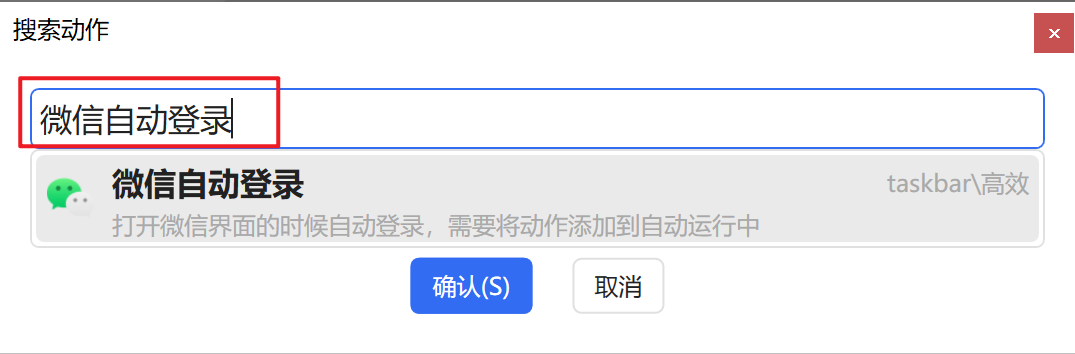 搜索动作
微信自动登录
微信自动登录
taskbar\高效
打开微信界面的时候自动登录，需要将动作添加到自动运行中
确认(S)
取消